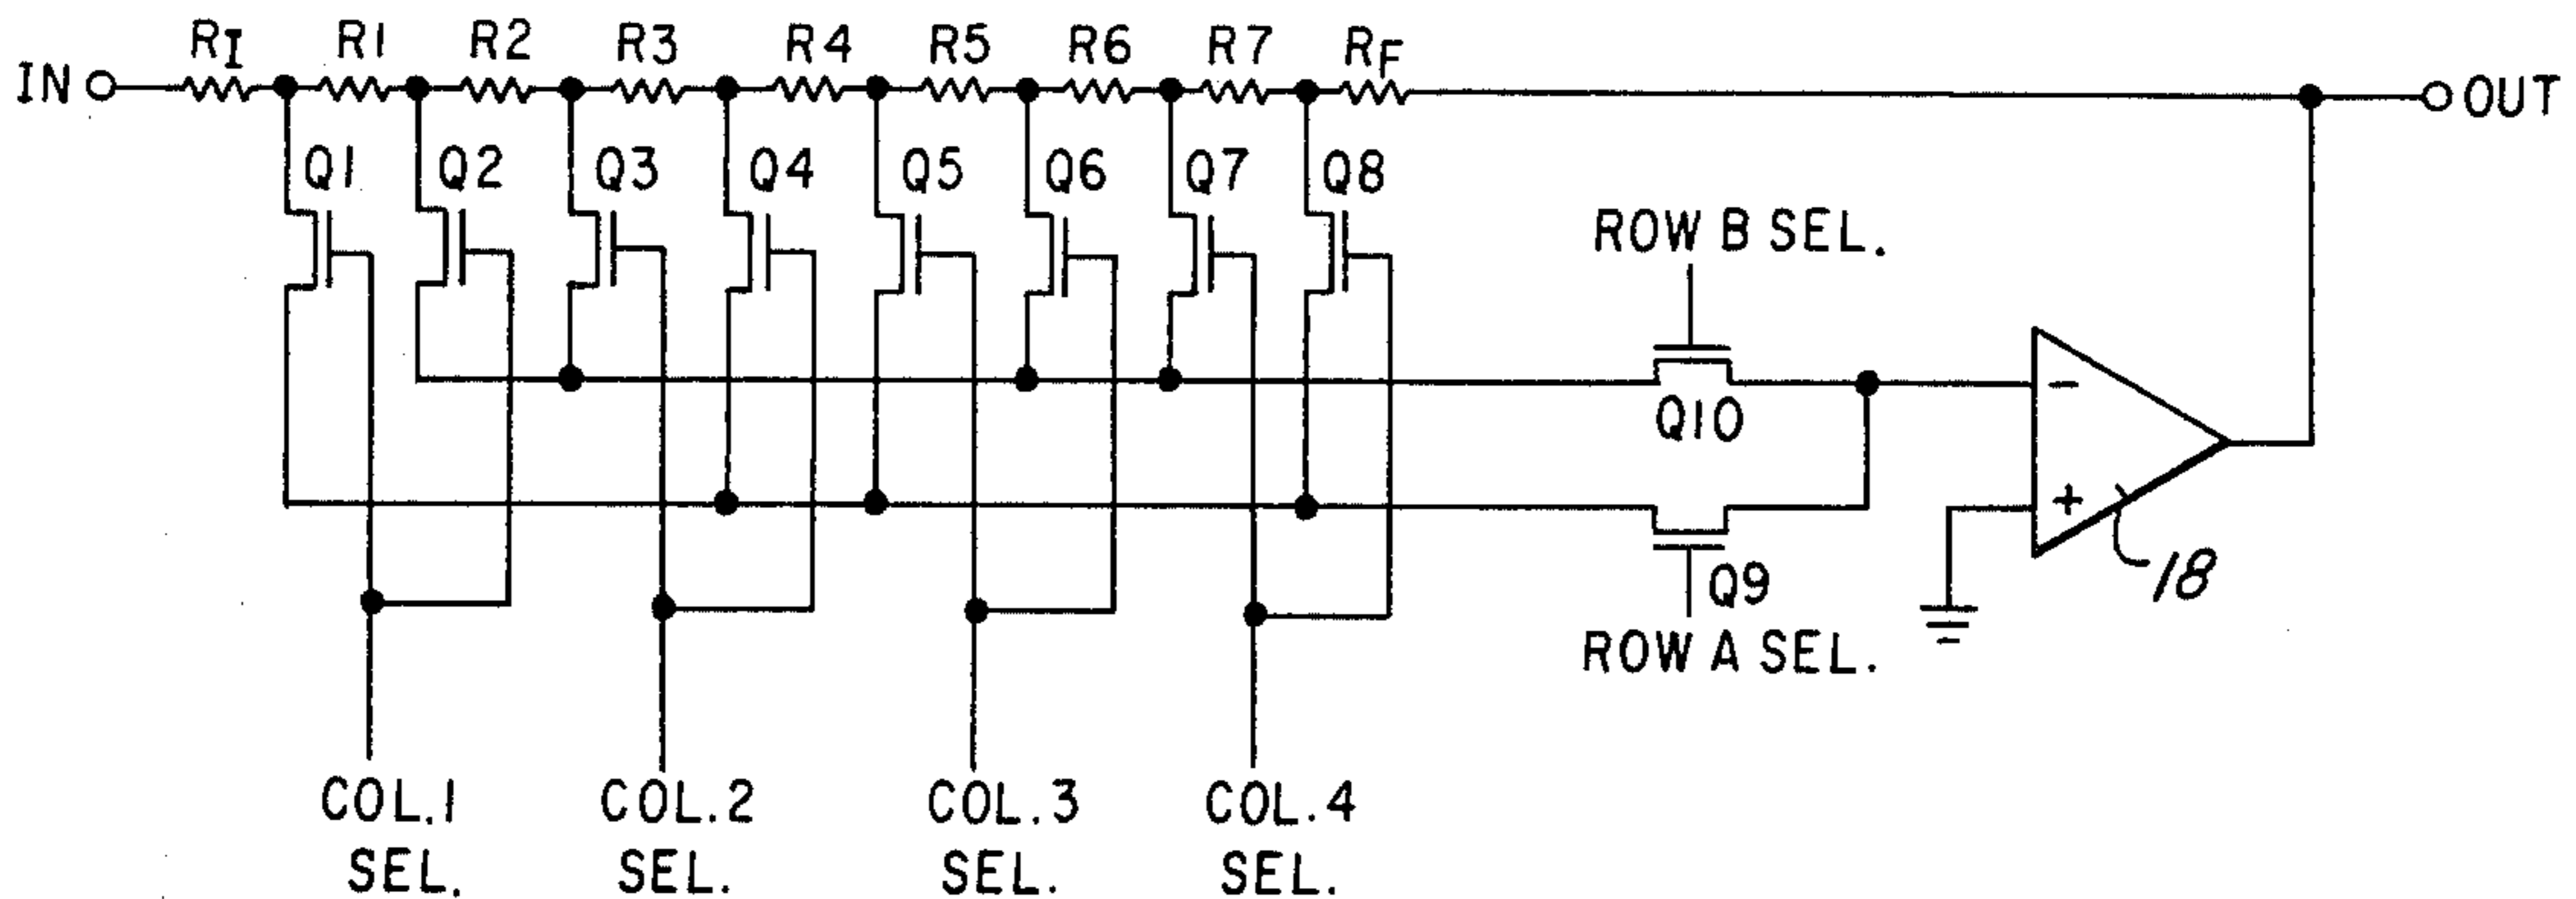 IN
RI R1 R2 R3 R4 R5 R6 R7 RF
OUT
Q1 Q2 Q3 Q4 Q5 Q6 Q7 Q8
ROW B SEL.
Q10
−
+
18
Q9
ROW A SEL.
COL.1 SEL.
COL.2 SEL.
COL.3 SEL.
COL.4 SEL.